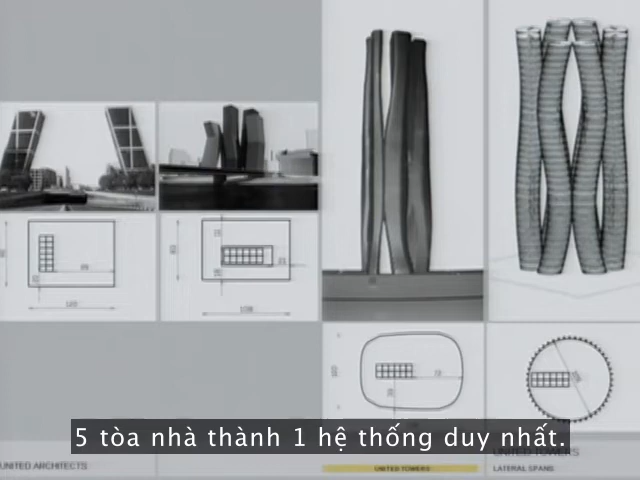 5 tòa nhà thành 1 hệ thống duy nhất.
UNITED ARCHITECTS
UNITED TOWERS
UNITED TOWERS
LATERAL SPANS